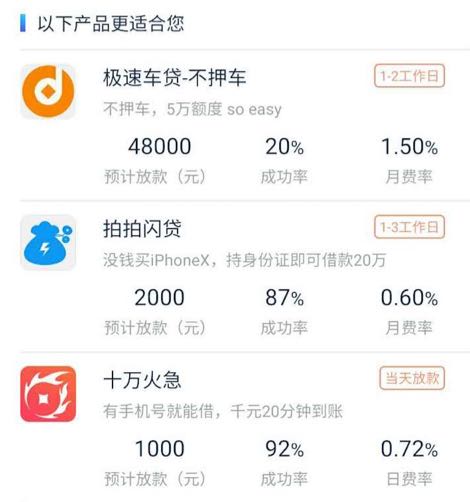 以下产品更适合您
极速车贷-不押车 1-2工作日
不押车，5万额度 so easy
48000 20% 1.50%
预计放款（元） 成功率 月费率
拍拍闪贷 1-3工作日
没钱买iPhoneX，持身份证即可借款20万
2000 87% 0.60%
预计放款（元） 成功率 月费率
十万火急 当天放款
有手机号就能借，千元20分钟到账
1000 92% 0.72%
预计放款（元） 成功率 日费率